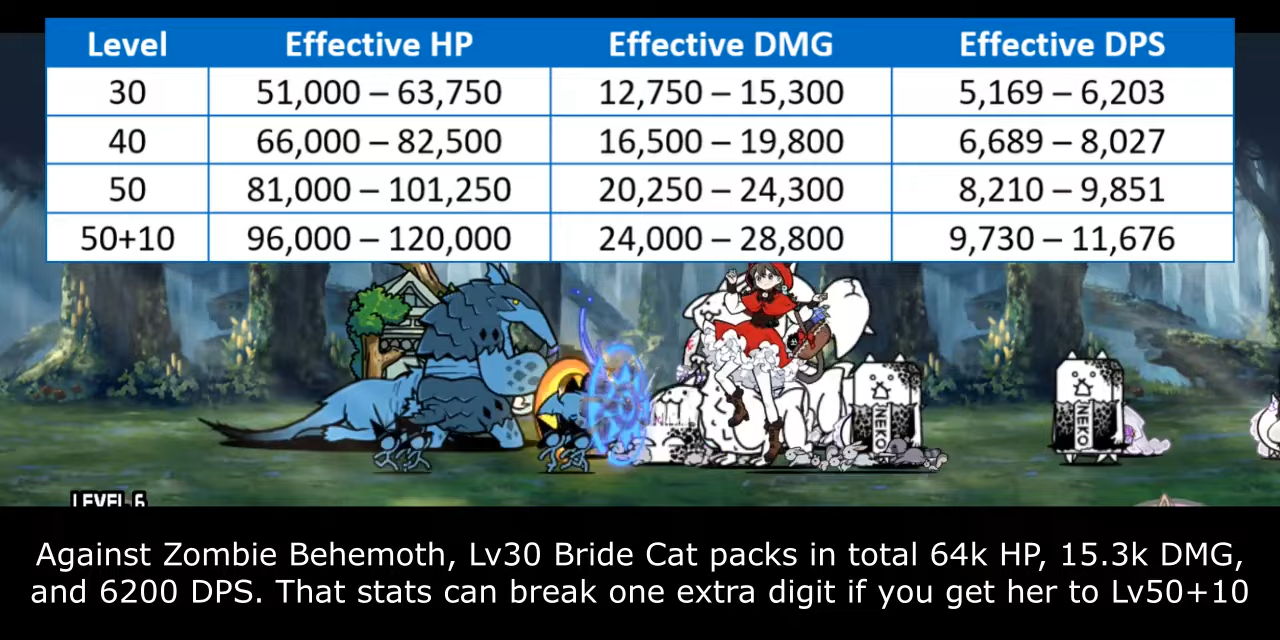 Level Effective HP Effective DMG Effective DPS
30 51,000 – 63,750 12,750 – 15,300 5,169 – 6,203
40 66,000 – 82,500 16,500 – 19,800 6,689 – 8,027
50 81,000 – 101,250 20,250 – 24,300 8,210 – 9,851
50+10 96,000 – 120,000 24,000 – 28,800 9,730 – 11,676
NEKO
NEKO
LEVEL 6
Against Zombie Behemoth, Lv30 Bride Cat packs in total 64k HP, 15.3k DMG,
and 6200 DPS. That stats can break one extra digit if you get her to Lv50+10